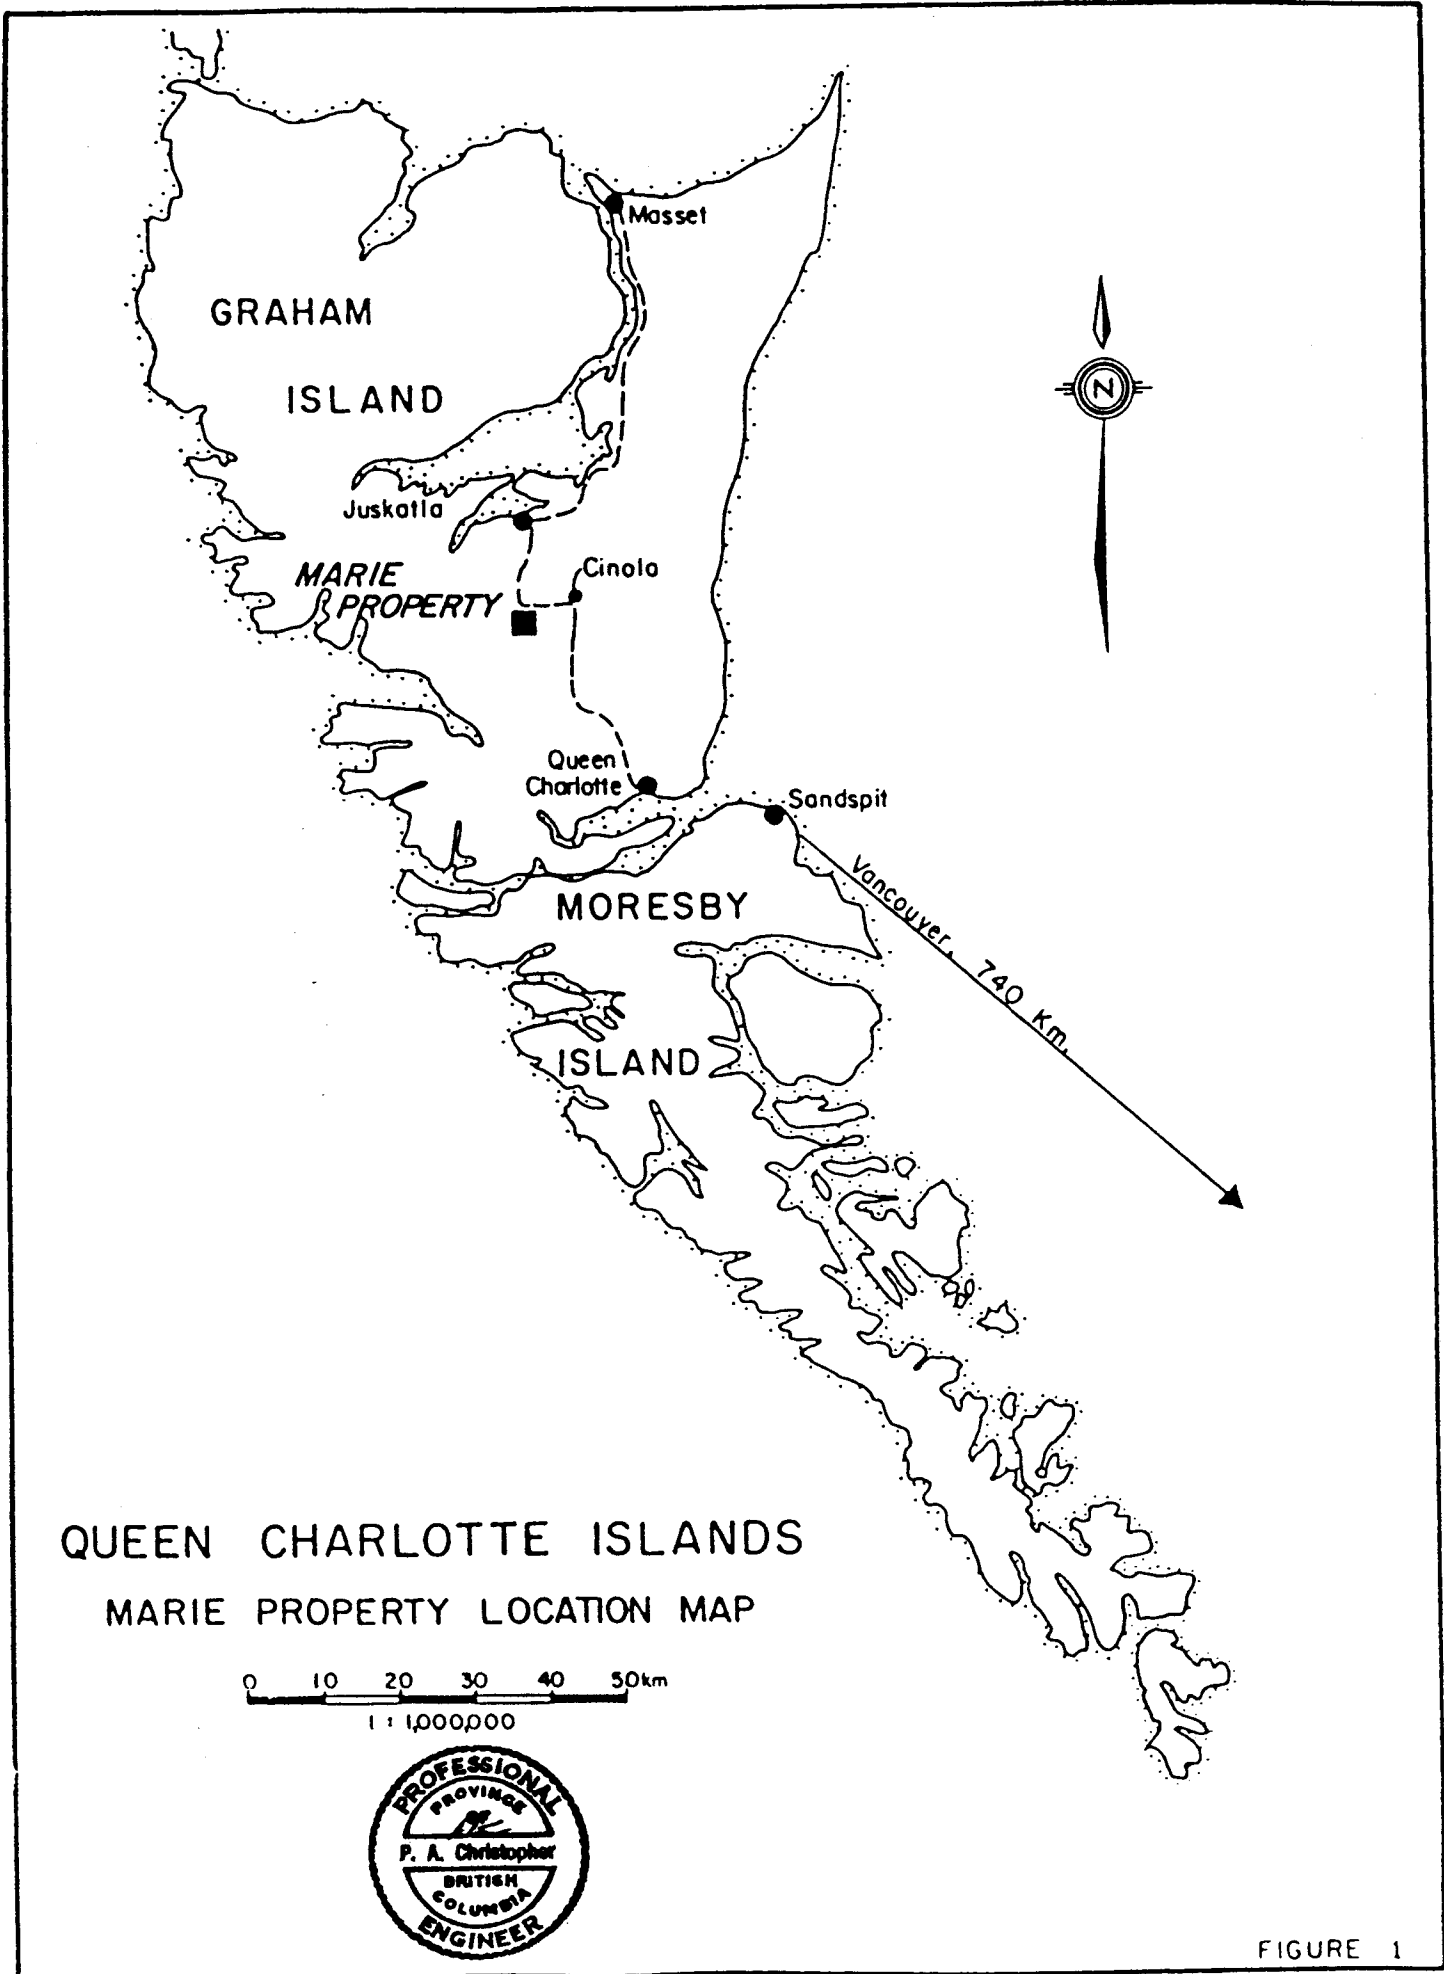 Masset
GRAHAM
ISLAND
N
Juskatla
Cinola
MARIE
PROPERTY
Queen
Charlotte
Sandspit
Vancouver, 740 Km.
MORESBY
ISLAND
QUEEN CHARLOTTE ISLANDS
MARIE PROPERTY LOCATION MAP
0 10 20 30 40 50km
1 : 1,000,000
PROFESSIONAL
PROVINCE
OF
P. A. Christopher
BRITISH
COLUMBIA
ENGINEER
FIGURE 1